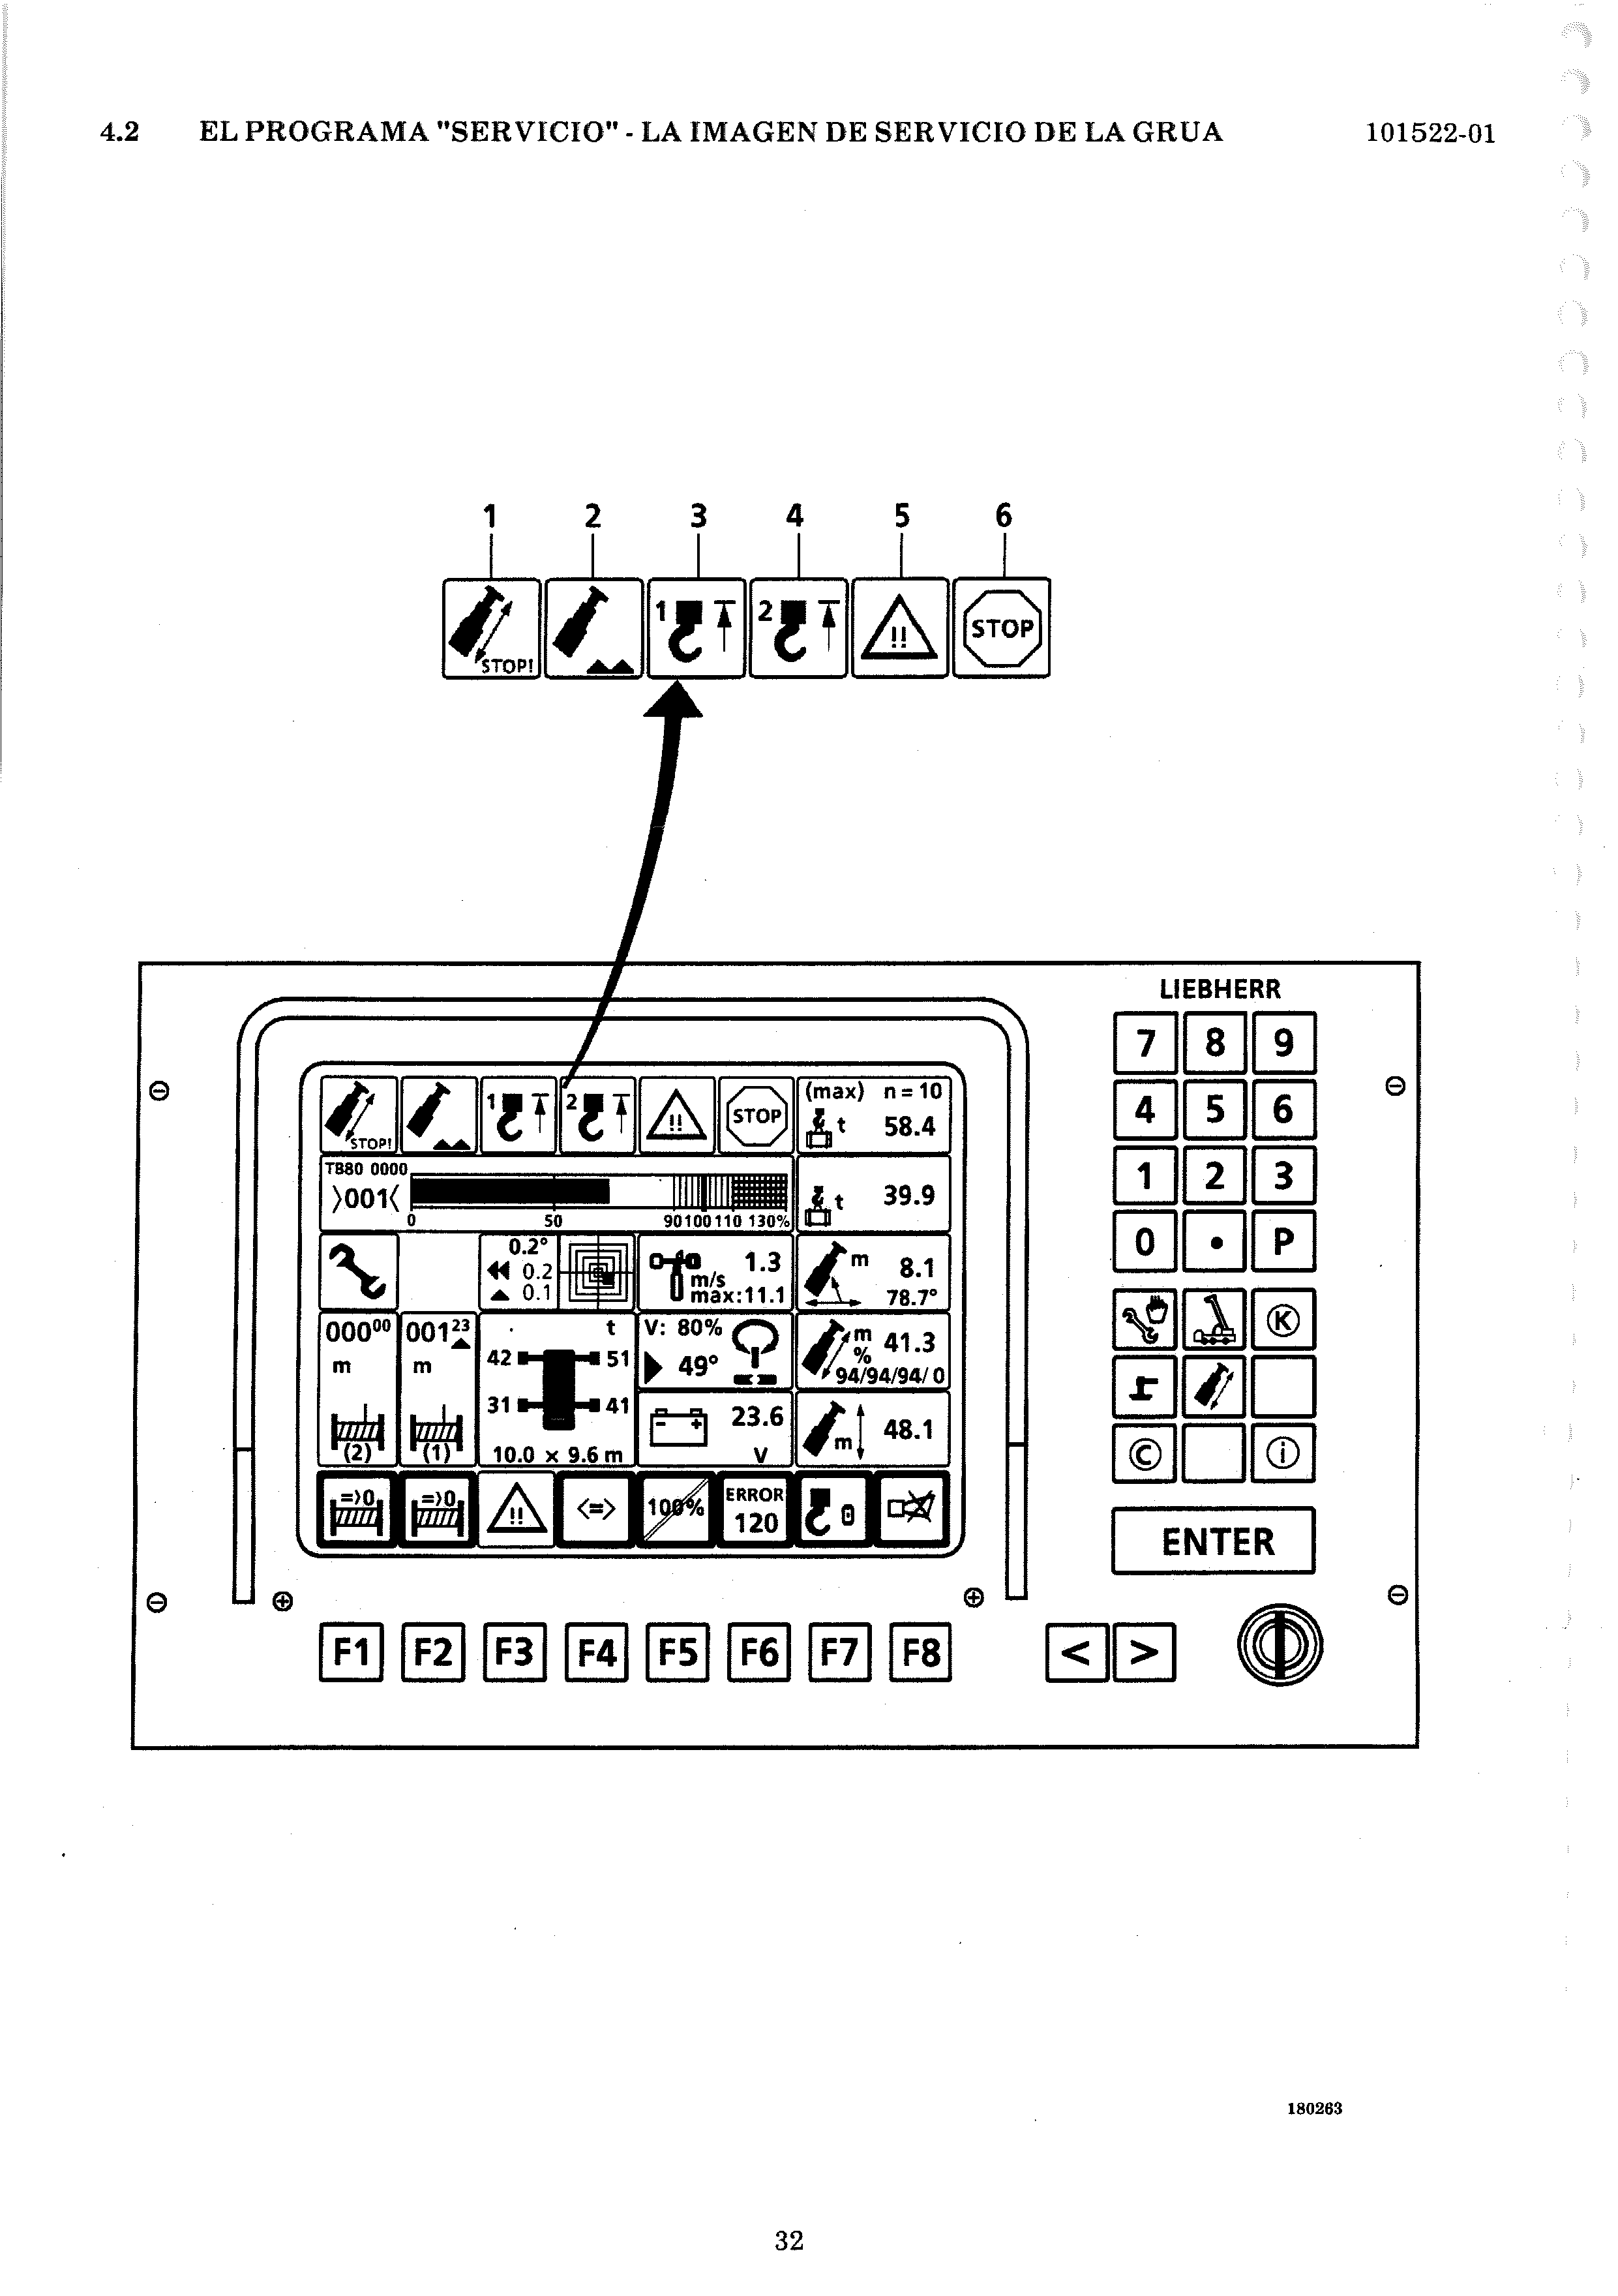 4.2 EL PROGRAMA "SERVICIO" - LA IMAGEN DE SERVICIO DE LA GRUA 101522-01
1 2 3 4 5 6
STOP! 1 2 !! STOP
LIEBHERR
7 8 9
4 5 6
1 2 3
0 • P
K
C i
ENTER
STOP! 1 2 !! STOP
(max) n = 10
t 58.4
TB80 0000
⟩001⟨
0 50 90 100 110 130%
t 39.9
0.2°
0.2
0.1
1.3
m/s
max:11.1
m 8.1
78.7°
000⁰⁰
m
(2)
001²³
m
(1)
t
42 51
31 41
10.0 x 9.6 m
V: 80%
49°
- +
23.6
V
m 41.3
%
94/94/94/ 0
m 48.1
=⟩0 =⟩0 !! ⟨=⟩ 100% ERROR
120
F1 F2 F3 F4 F5 F6 F7 F8 < >
180263
32